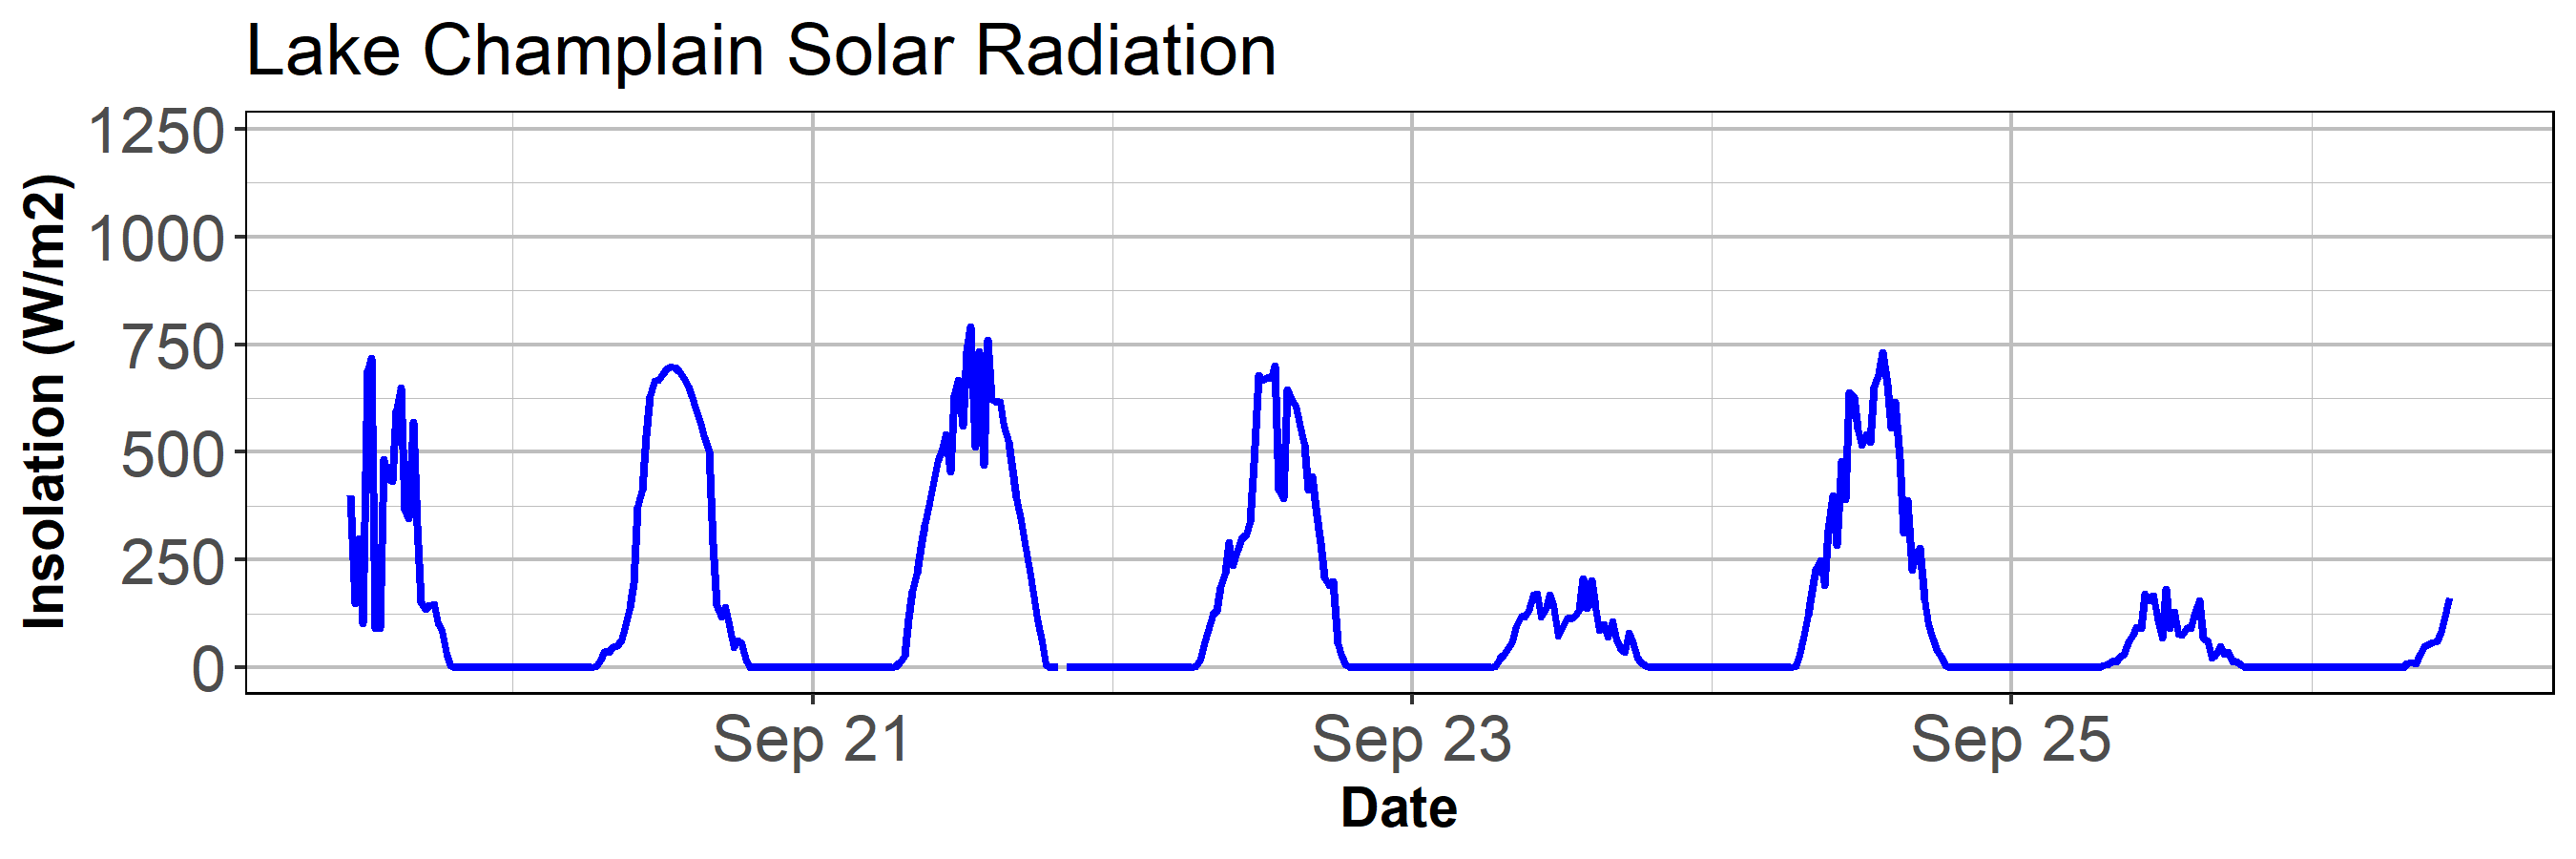 Lake Champlain Solar Radiation
1250
1000
750
500
250
0
Insolation (W/m2)
Sep 21 Sep 23 Sep 25
Date